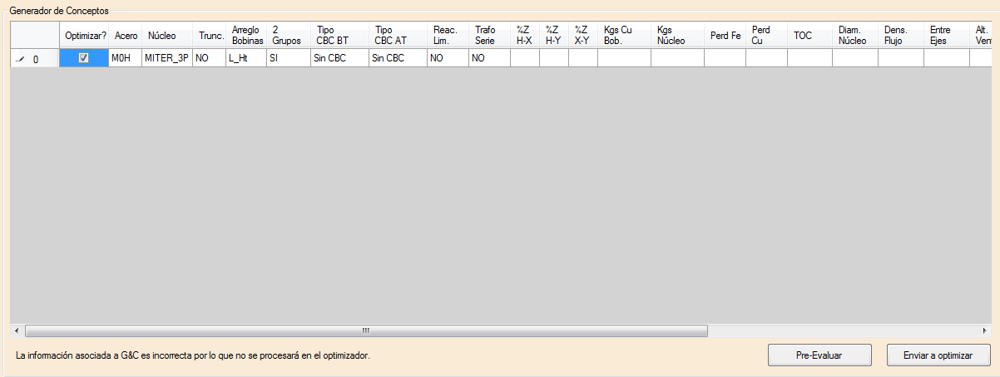 Generador de Conceptos
Optimizar? Acero Núcleo Trunc. Arreglo Bobinas 2 Grupos Tipo CBC BT Tipo CBC AT Reac. Lim. Trafo Serie %Z H-X %Z H-Y %Z X-Y Kgs Cu Bob. Kgs Núcleo Perd Fe Perd Cu TOC Diam. Núcleo Dens. Flujo Entre Ejes Alt. Vent
0 M0H MITER_3P NO L_Ht SI Sin CBC Sin CBC NO NO
La información asociada a G&C es incorrecta por lo que no se procesará en el optimizador.
Pre-Evaluar
Enviar a optimizar